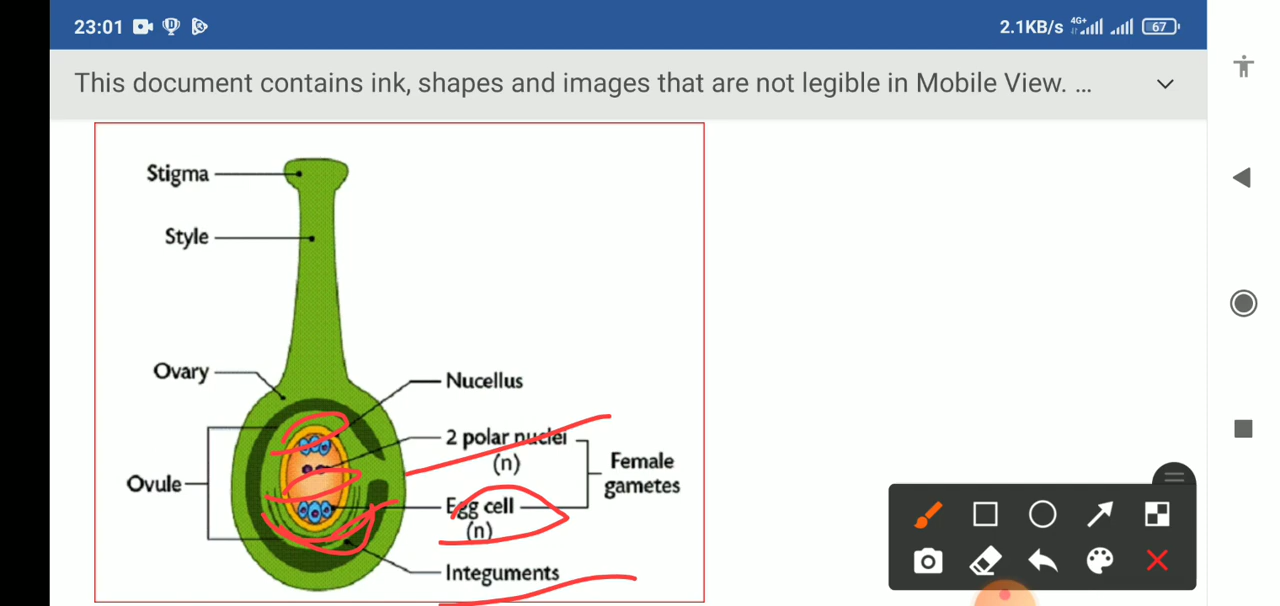 23:01
2.1KB/s 4G+ 67
This document contains ink, shapes and images that are not legible in Mobile View. ...
Stigma
Style
Ovary
Nucellus
2 polar nuclei
(n)
Female
gametes
Ovule
Egg cell
(n)
Integuments